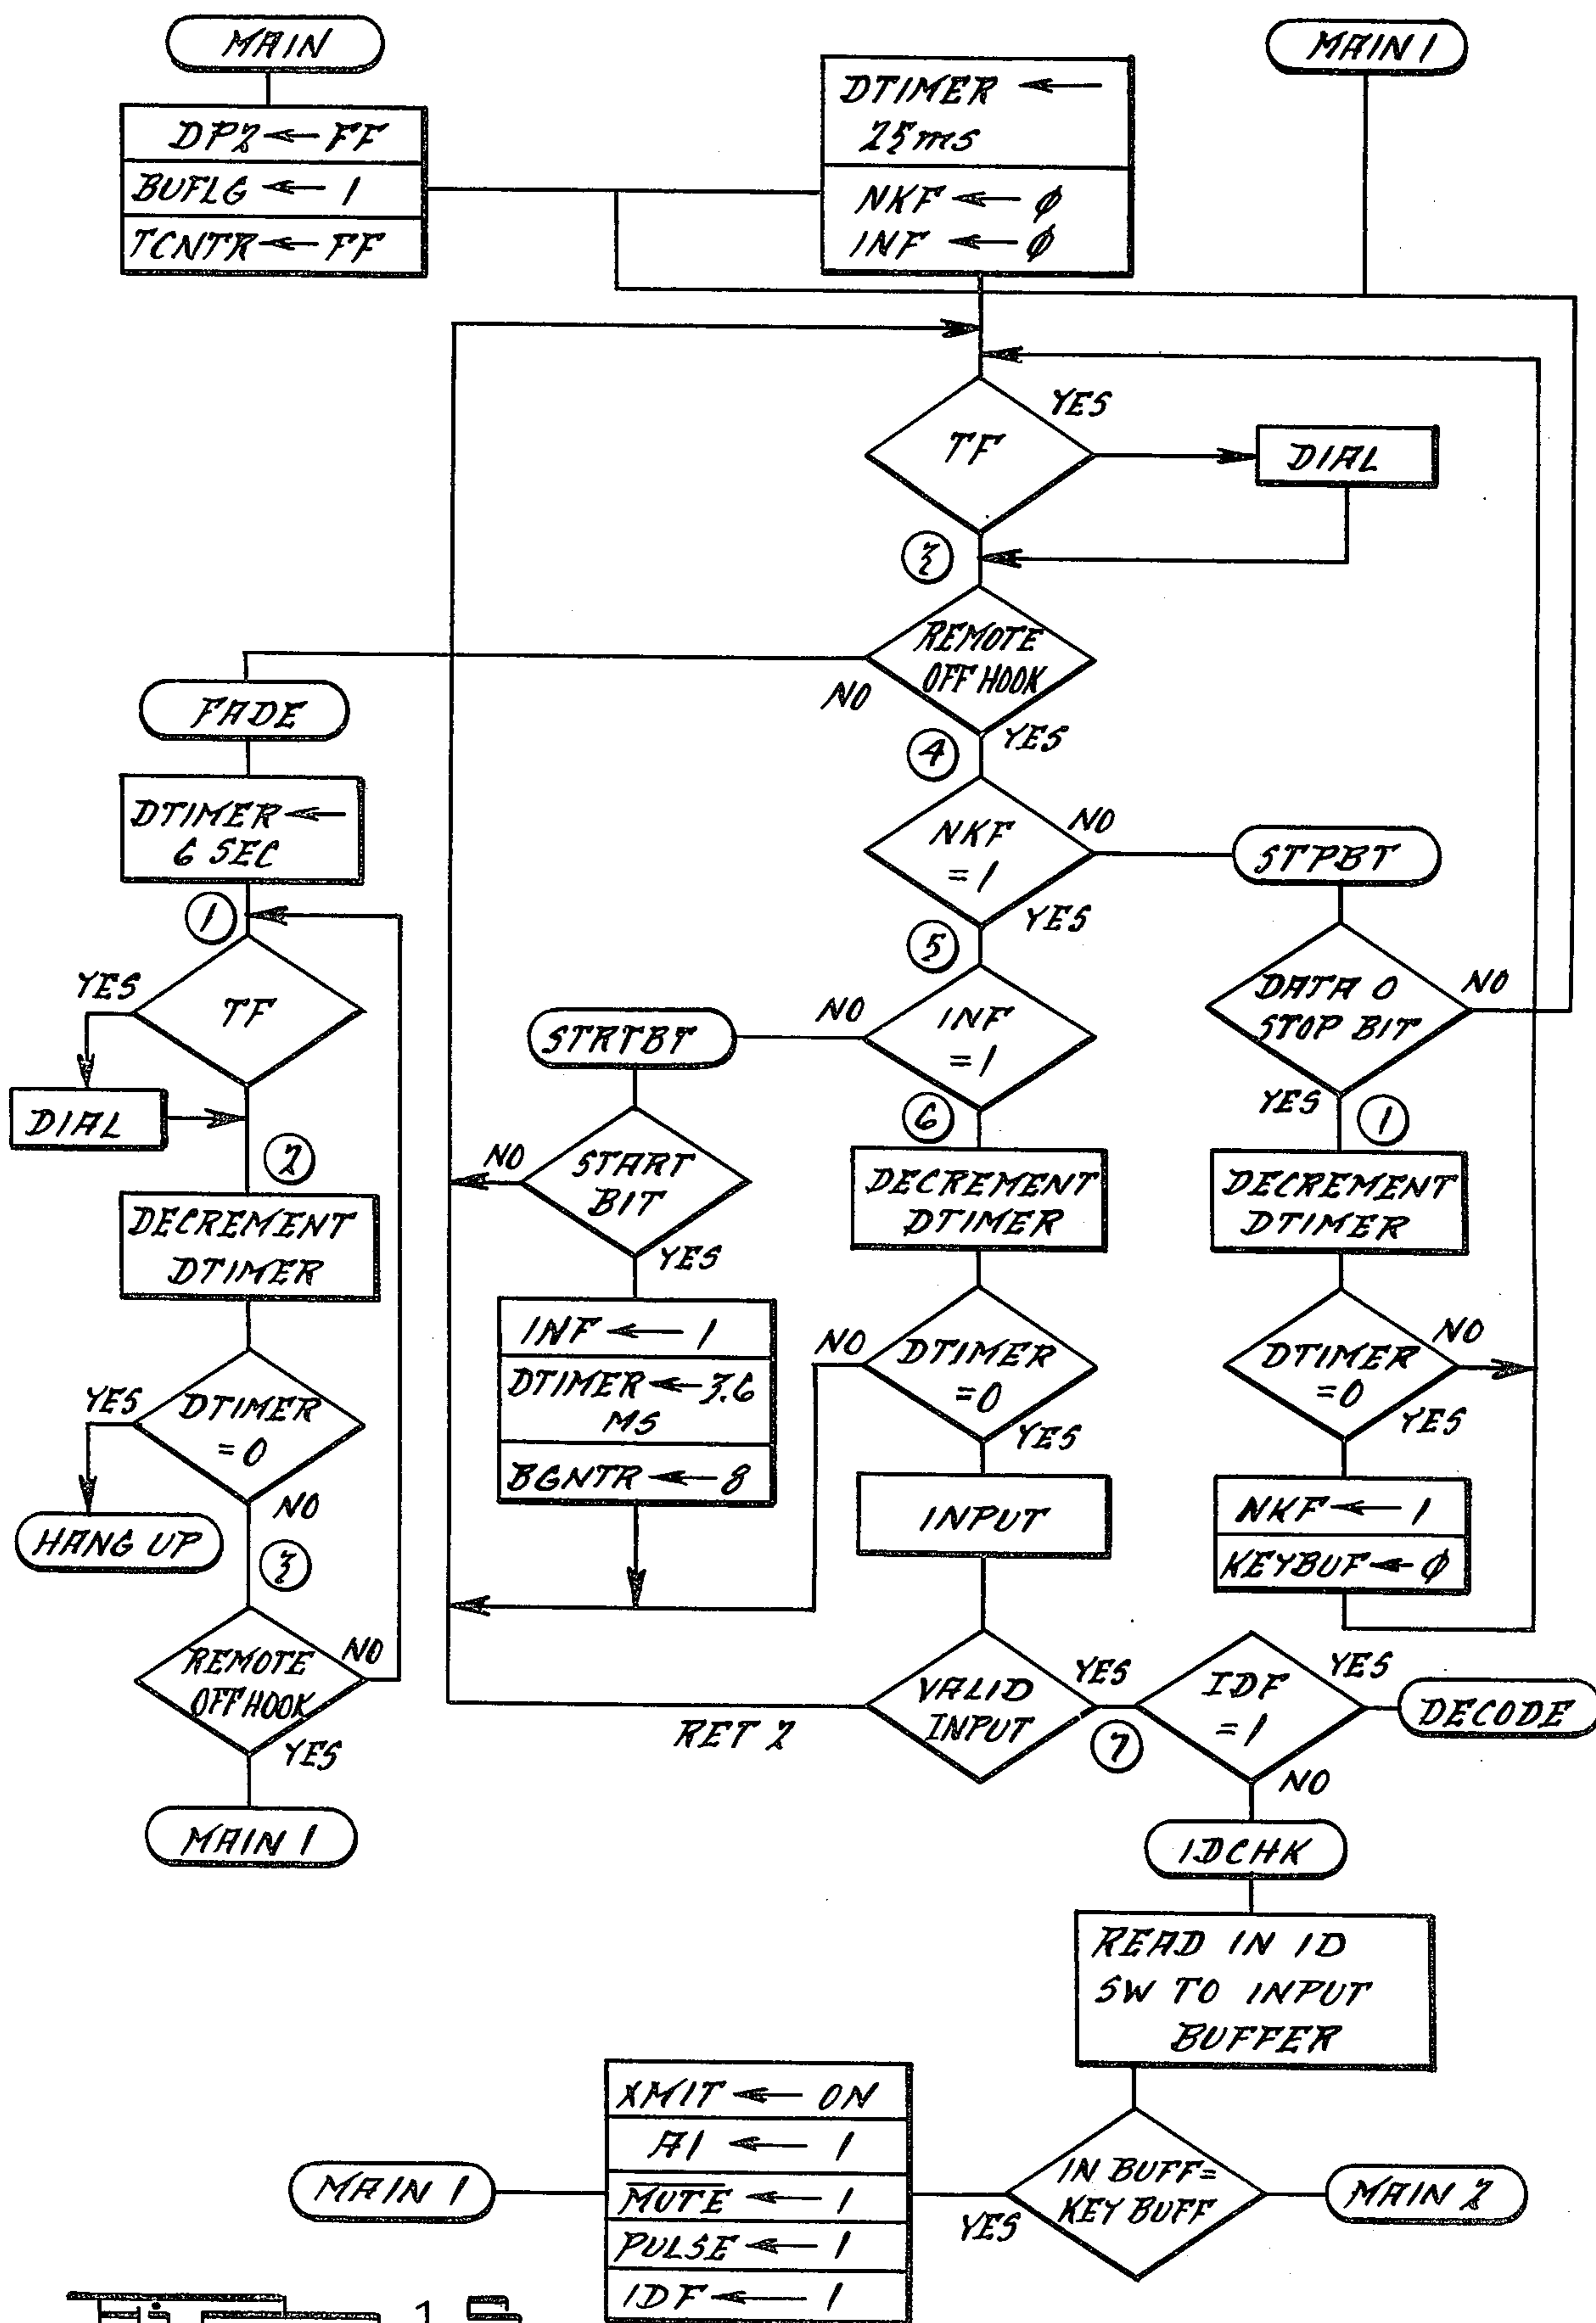 MAIN
DP2 ← FF
BUFLG ← 1
TCNTR ← FF
DTIMER ←
25ms
NKF ← ϕ
INF ← ϕ
MAIN 1
TF
YES
DIAL
3
REMOTE
OFF HOOK
NO
YES
4
NKF
= 1
NO
YES
5
STPBT
DATA 0
STOP BIT
NO
YES
1
DECREMENT
DTIMER
DTIMER
= 0
NO
YES
NKF ← 1
KEYBUF ← ϕ
INF
= 1
NO
6
STRTBT
START
BIT
NO
YES
INF ← 1
DTIMER ← 3.6
MS
BGNTR ← 8
DECREMENT
DTIMER
DTIMER
= 0
NO
YES
INPUT
VALID
INPUT
RET 2
YES
7
IDF
= 1
YES
DECODE
NO
IDCHK
READ IN ID
SW TO INPUT
BUFFER
IN BUFF =
KEY BUFF
MAIN 2
YES
XMIT ← ON
A1 ← 1
M̅U̅T̅E̅ ← 1
PULSE ← 1
IDF ← 1
MAIN 1
FADE
DTIMER ←
6 SEC
1
TF
YES
DIAL
2
DECREMENT
DTIMER
DTIMER
= 0
YES
HANG UP
NO
3
REMOTE
OFF HOOK
NO
YES
MAIN 1